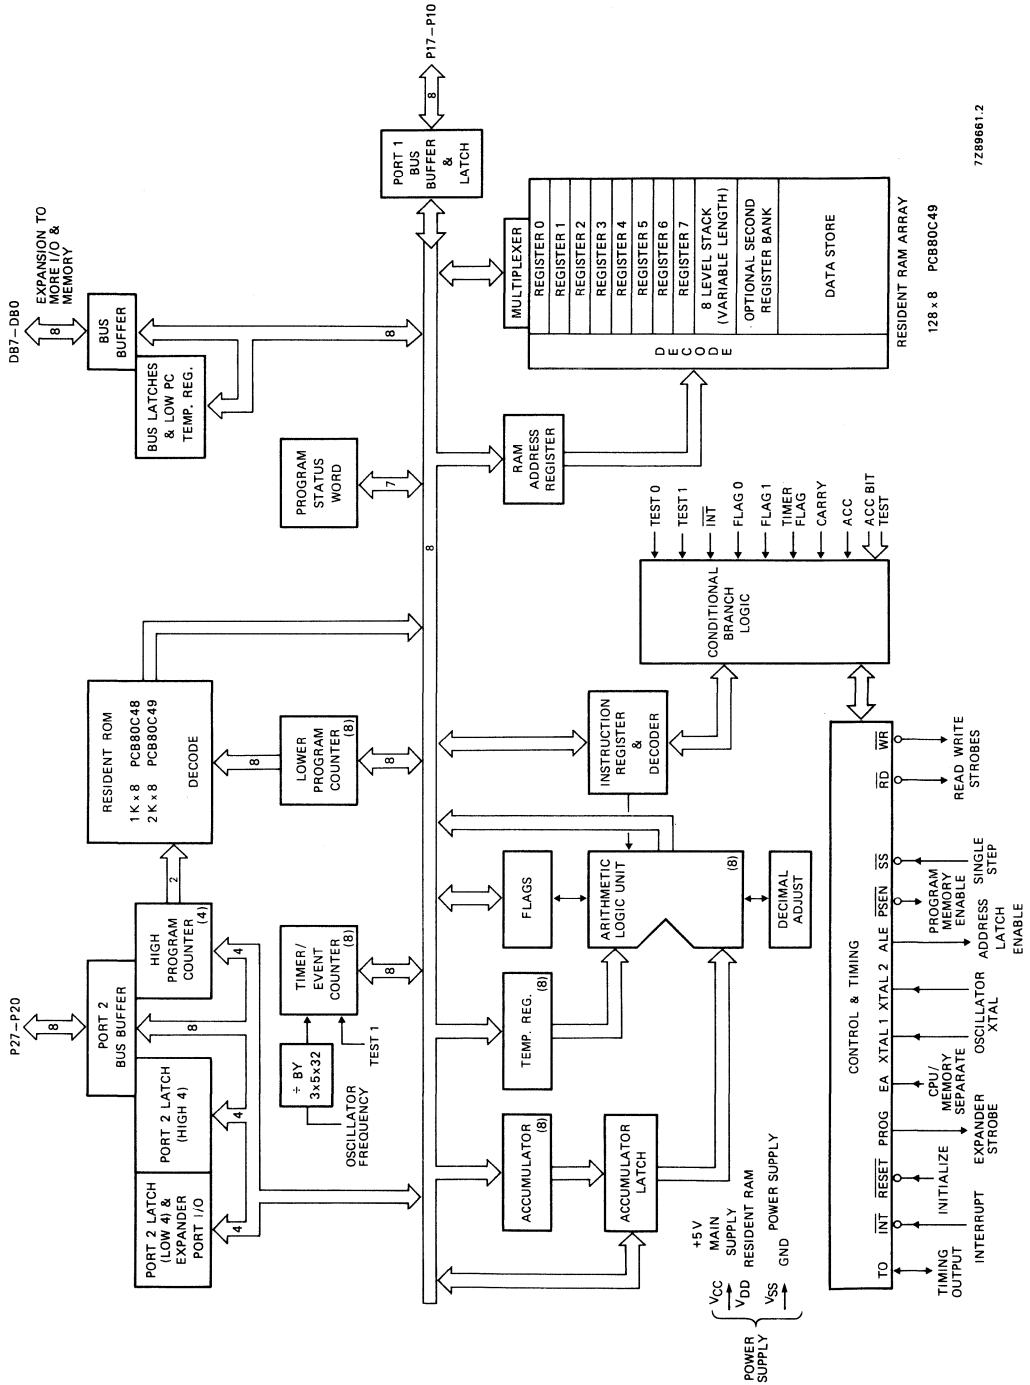 P27–P20
8
PORT 2
BUS BUFFER
PORT 2 LATCH
(LOW 4) &
EXPANDER
PORT I/O
PORT 2 LATCH
(HIGH 4)
HIGH
PROGRAM
COUNTER
(4)
4
4
8
4
2
RESIDENT ROM
1K x 8 PCB80C48
2K x 8 PCB80C49
DECODE
8
LOWER
PROGRAM
COUNTER
(8)
8
DB7–DB0
8
EXPANSION TO
MORE I/O &
MEMORY
BUS
BUFFER
BUS LATCHES
& LOW PC
TEMP. REG.
8
OSCILLATOR
FREQUENCY
÷ BY
3x5x32
TEST 1
TIMER/
EVENT
COUNTER
(8)
8
PROGRAM
STATUS
WORD
7
8
PORT 1
BUS
BUFFER
&
LATCH
8
P17–P10
ACCUMULATOR
(8)
ACCUMULATOR
LATCH
TEMP. REG.
(8)
FLAGS
ARITHMETIC
LOGIC UNIT
(8)
DECIMAL
ADJUST
INSTRUCTION
REGISTER
&
DECODER
RAM
ADDRESS
REGISTER
MULTIPLEXER
DECODE
REGISTER 0
REGISTER 1
REGISTER 2
REGISTER 3
REGISTER 4
REGISTER 5
REGISTER 6
REGISTER 7
8 LEVEL STACK
(VARIABLE LENGTH)
OPTIONAL SECOND
REGISTER BANK
DATA STORE
RESIDENT RAM ARRAY
128 x 8 PCB80C49
CONDITIONAL
BRANCH
LOGIC
TEST 0
TEST 1
INT
FLAG 0
FLAG 1
TIMER
FLAG
CARRY
ACC
ACC BIT
TEST
POWER
SUPPLY
VCC
+5V
MAIN
SUPPLY
VDD
RESIDENT RAM
POWER SUPPLY
VSS
GND
CONTROL & TIMING
TO
INT
RESET
PROG
EA
XTAL 1
XTAL 2
ALE
PSEN
SS
RD
WR
TIMING
OUTPUT
INTERRUPT
INITIALIZE
EXPANDER
STROBE
CPU/
MEMORY
SEPARATE
OSCILLATOR
XTAL
ADDRESS
LATCH
ENABLE
PROGRAM
MEMORY
ENABLE
SINGLE
STEP
READ WRITE
STROBES
7Z89661.2